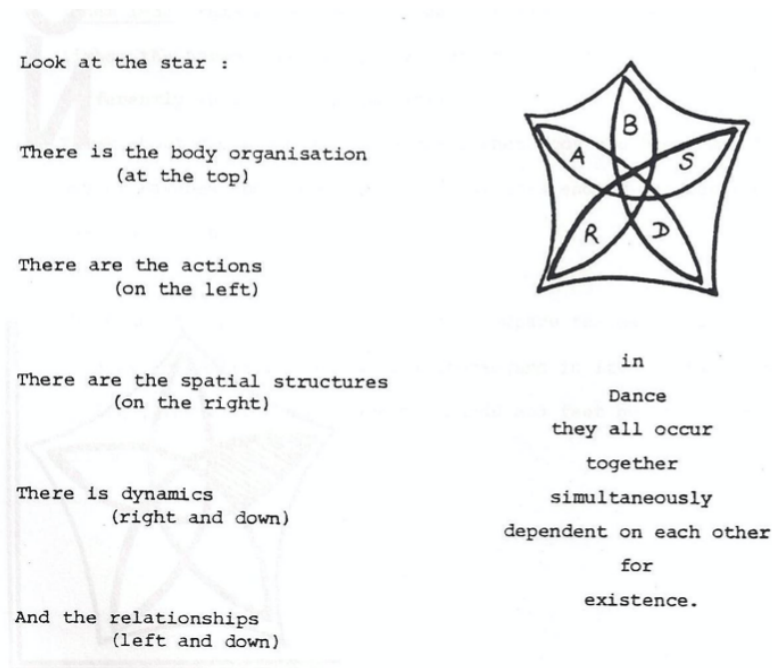 Look at the star :
There is the body organisation
(at the top)
There are the actions
(on the left)
There are the spatial structures
(on the right)
There is dynamics
(right and down)
And the relationships
(left and down)
B
A
S
R
D
in
Dance
they all occur
together
simultaneously
dependent on each other
for
existence.